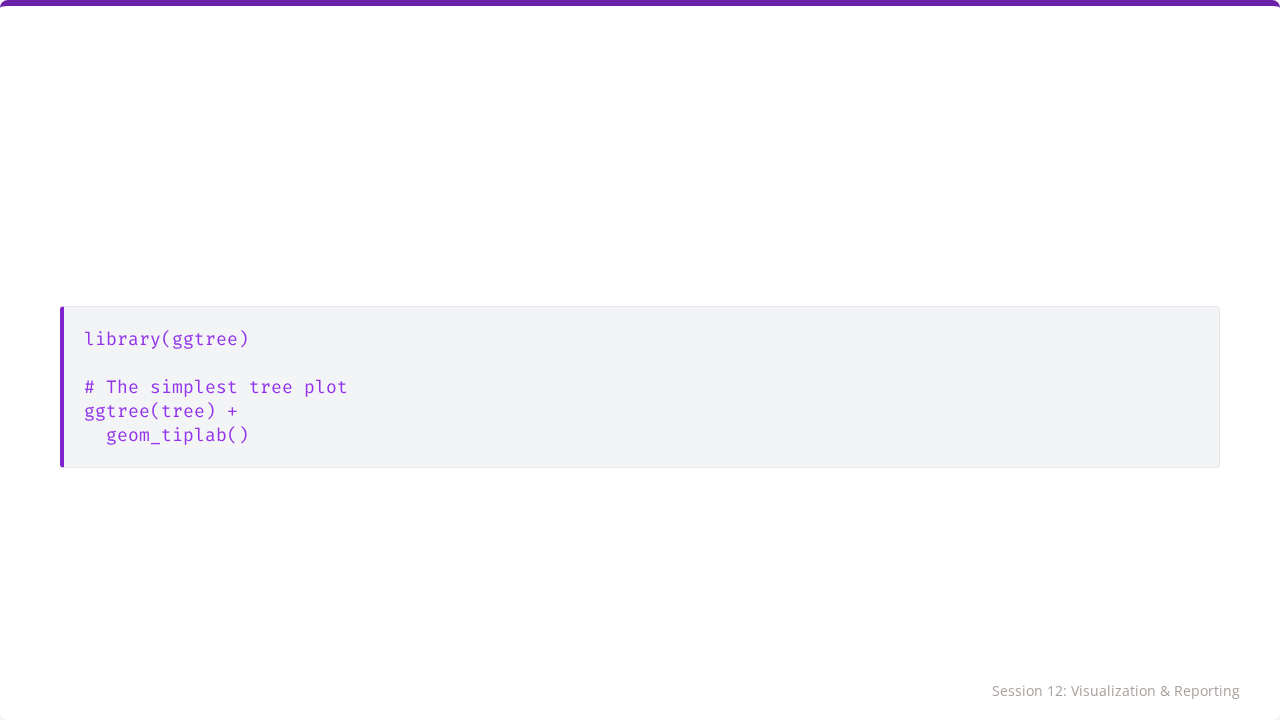 library(ggtree)
# The simplest tree plot
ggtree(tree) +
  geom_tiplab()
Session 12: Visualization & Reporting